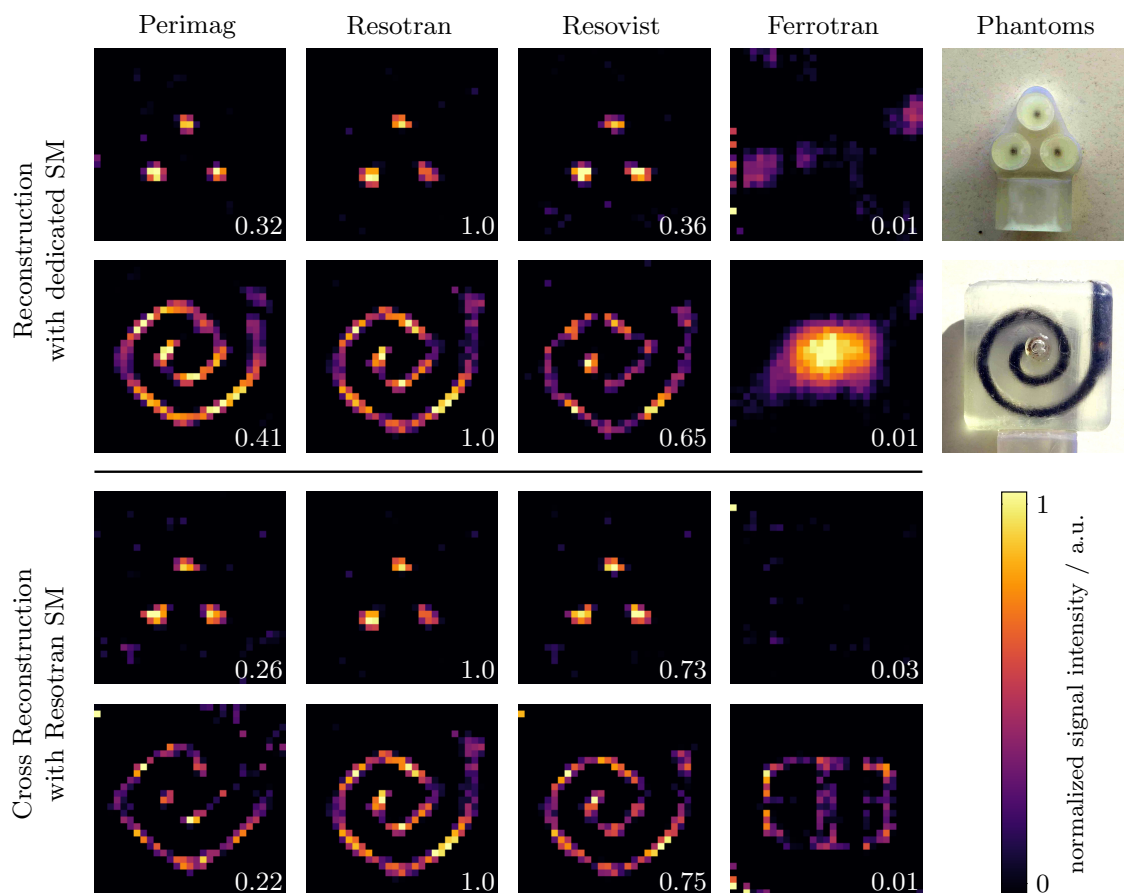 Perimag Resotran Resovist Ferrotran Phantoms
Reconstruction
with dedicated SM
0.32 1.0 0.36 0.01
0.41 1.0 0.65 0.01
Cross Reconstruction
with Resotran SM
0.26 1.0 0.73 0.03
0.22 1.0 0.75 0.01
1
normalized signal intensity / a.u.
0